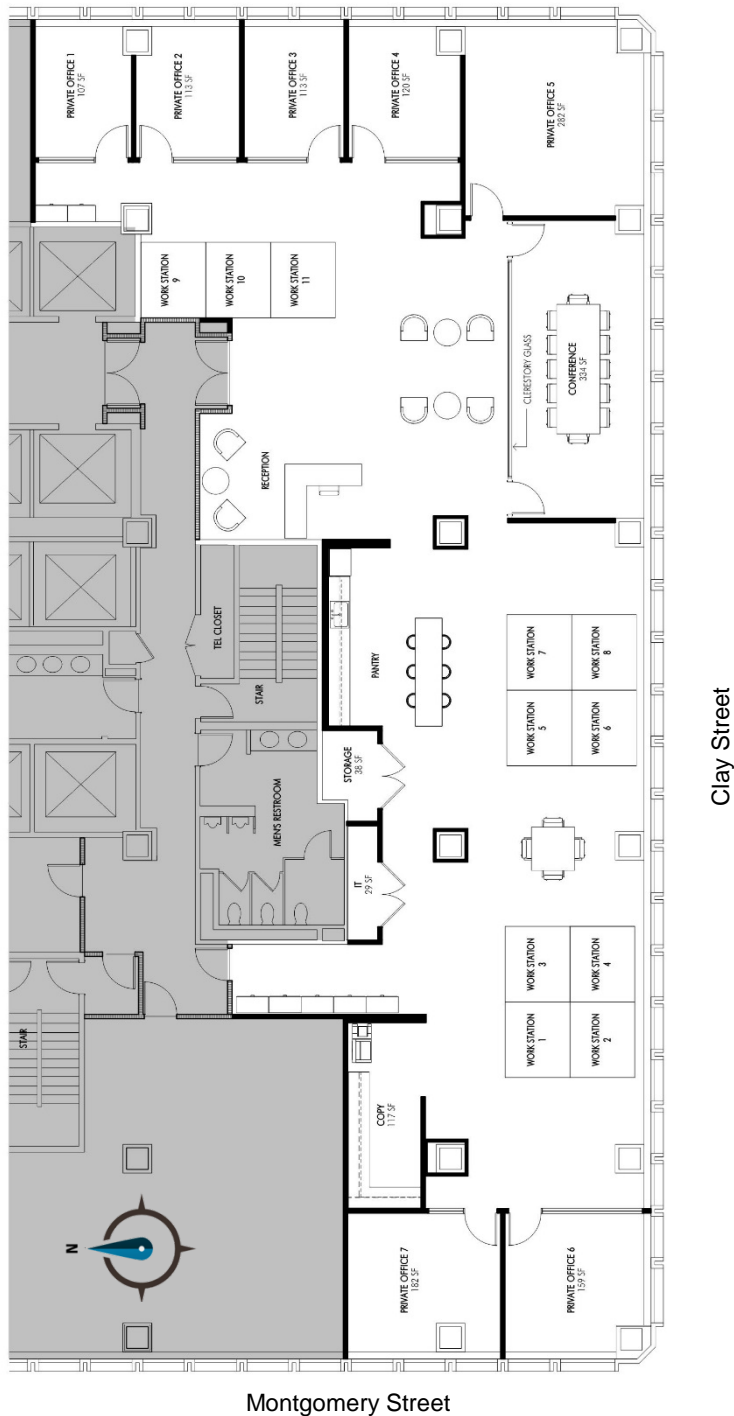 PRIVATE OFFICE 1
107 SF
PRIVATE OFFICE 2
113 SF
PRIVATE OFFICE 3
113 SF
PRIVATE OFFICE 4
120 SF
PRIVATE OFFICE 5
282 SF
WORK STATION
9
WORK STATION
10
WORK STATION
11
CLERESTORY GLASS
CONFERENCE
334 SF
RECEPTION
TEL CLOSET
STAIR
PANTRY
WORK STATION
7
WORK STATION
8
WORK STATION
5
WORK STATION
6
STORAGE
38 SF
MENS RESTROOM
IT
29 SF
WORK STATION
3
WORK STATION
4
WORK STATION
1
WORK STATION
2
STAIR
COPY
117 SF
N
PRIVATE OFFICE 7
182 SF
PRIVATE OFFICE 6
159 SF
Clay Street
Montgomery Street